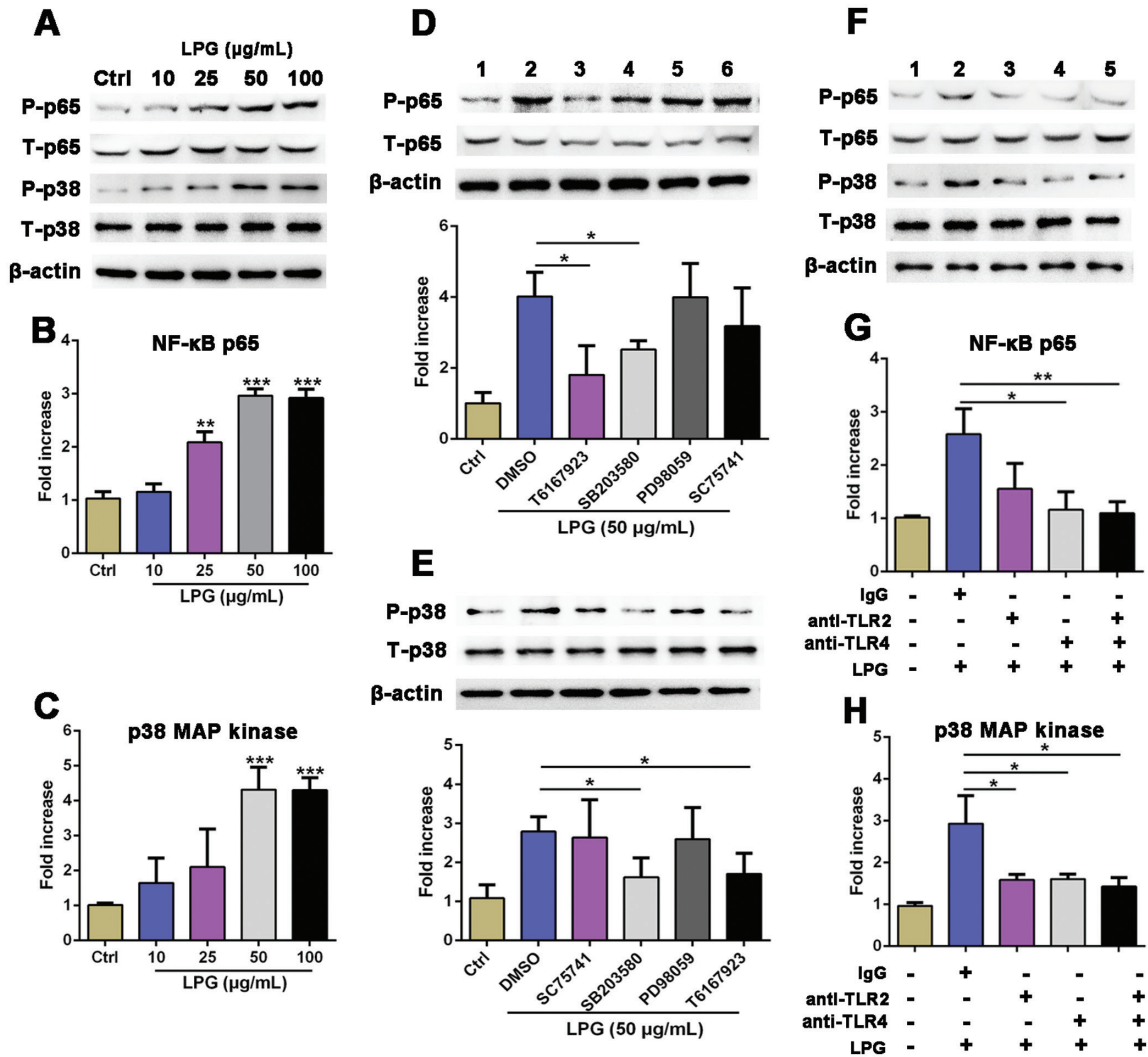 A
LPG (µg/mL)
Ctrl 10 25 50 100
P-p65
T-p65
P-p38
T-p38
β-actin
B
NF-κB p65
Fold increase
4
3
2
1
0
**
***
***
Ctrl 10 25 50 100
LPG (µg/mL)
C
p38 MAP kinase
Fold increase
6
5
4
3
2
1
0
***
***
Ctrl 10 25 50 100
LPG (µg/mL)
D
1 2 3 4 5 6
P-p65
T-p65
β-actin
Fold increase
6
4
2
0
*
*
Ctrl
DMSO
T6167923
SB203580
PD98059
SC75741
LPG (50 µg/mL)
E
P-p38
T-p38
β-actin
Fold increase
5
4
3
2
1
0
*
*
Ctrl
DMSO
SC75741
SB203580
PD98059
T6167923
LPG (50 µg/mL)
F
1 2 3 4 5
P-p65
T-p65
P-p38
T-p38
β-actin
G
NF-κB p65
Fold increase
4
3
2
1
0
**
*
IgG - + - - -
anti-TLR2 - - + - +
anti-TLR4 - - - + +
LPG - + + + +
H
p38 MAP kinase
Fold increase
5
4
3
2
1
0
*
*
*
IgG - + - - -
antI-TLR2 - - + - +
anti-TLR4 - - - + +
LPG - + + + +